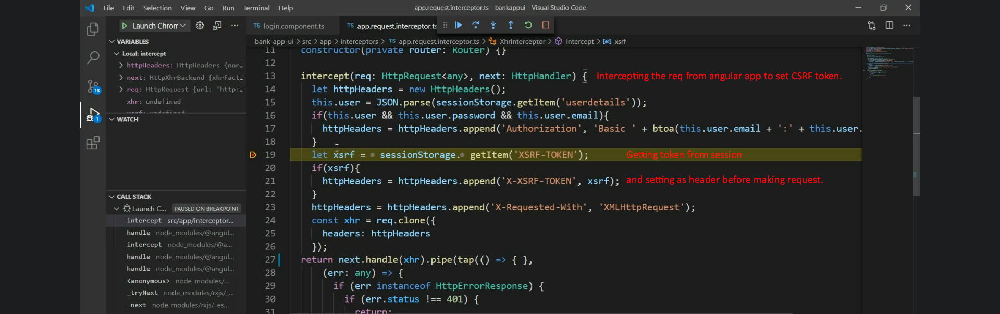 File Edit Selection View Go Run Terminal Help
app.request.interceptor.ts - bankappui - Visual Studio Code
Launch Chrom
TS login.component.ts
TS app.request.interceptor.ts
VARIABLES
Local: intercept
httpHeaders: HttpHeaders {nor...
next: HttpXhrBackend {xhrFact...
req: HttpRequest {url: 'http:...
xhr: undefined
xsrf: undefined
WATCH
CALL STACK
Launch C... PAUSED ON BREAKPOINT
intercept src/app/interceptor...
handle node_modules/@angul...
intercept node_modules/@a...
handle node_modules/@angul...
handle node_modules/@angul...
<anonymous> node_modules/...
_tryNext node_modules/rxjs/_...
_next node_modules/rxjs/_es...
18
1
bank-app-ui > src > app > interceptors > TS app.request.interceptor.ts > XhrInterceptor > intercept > xsrf
11 constructor(private router: Router) {}
12
13 intercept(req: HttpRequest<any>, next: HttpHandler) { Intercepting the req from angular app to set CSRF token.
14 let httpHeaders = new HttpHeaders();
15 this.user = JSON.parse(sessionStorage.getItem('userdetails'));
16 if(this.user && this.user.password && this.user.email){
17 httpHeaders = httpHeaders.append('Authorization', 'Basic ' + btoa(this.user.email + ':' + this.user.
18 }
19 let xsrf = sessionStorage. getItem('XSRF-TOKEN'); Getting token from session
20 if(xsrf){
21 httpHeaders = httpHeaders.append('X-XSRF-TOKEN', xsrf); and setting as header before making request.
22 }
23 httpHeaders = httpHeaders.append('X-Requested-With', 'XMLHttpRequest');
24 const xhr = req.clone({
25 headers: httpHeaders
26 });
27 return next.handle(xhr).pipe(tap(() => { },
28 (err: any) => {
29 if (err instanceof HttpErrorResponse) {
30 if (err.status !== 401) {
31 return;